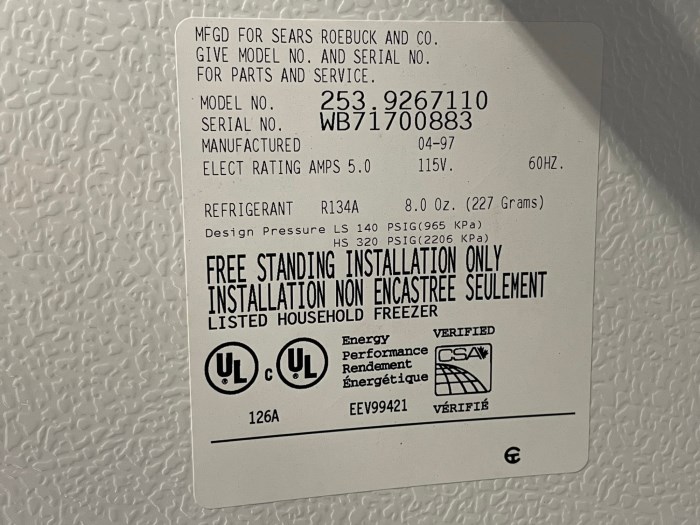 MFGD FOR SEARS ROEBUCK AND CO.
GIVE MODEL NO. AND SERIAL NO.
FOR PARTS AND SERVICE.
MODEL NO. 253.9267110
SERIAL NO. WB71700883
MANUFACTURED 04-97
ELECT RATING AMPS 5.0 115V. 60HZ.
REFRIGERANT R134A 8.0 Oz. (227 Grams)
Design Pressure LS 140 PSIG(965 KPa)
HS 320 PSIG(2206 KPa)
FREE STANDING INSTALLATION ONLY
INSTALLATION NON ENCASTREE SEULEMENT
LISTED HOUSEHOLD FREEZER
UL c UL
Energy
Performance
Rendement
Énergétique
VERIFIED
CSA
VÉRIFIÉ
126A
EEV99421